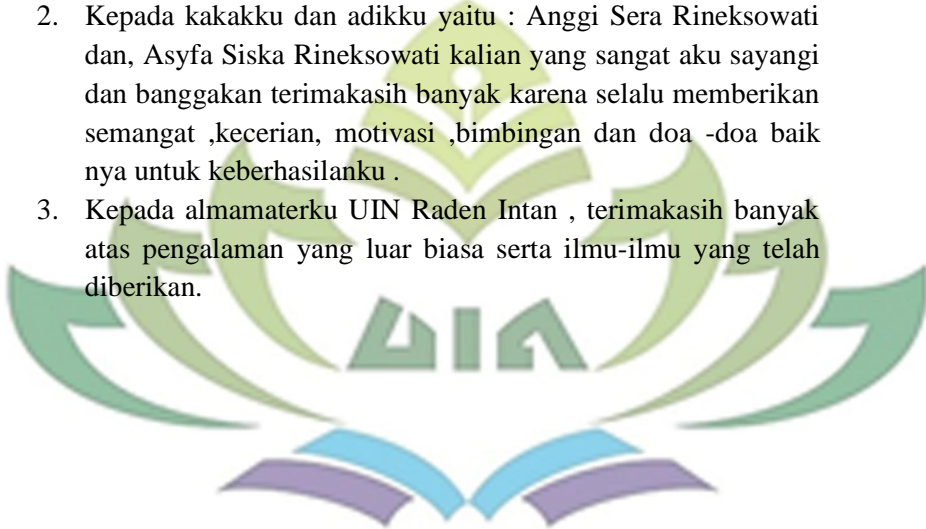 2. Kepada kakakku dan adikku yaitu : Anggi Sera Rineksowati
dan, Asyfa Siska Rineksowati kalian yang sangat aku sayangi
dan banggakan terimakasih banyak karena selalu memberikan
semangat ,kecerian, motivasi ,bimbingan dan doa -doa baik
nya untuk keberhasilanku .
3. Kepada almamaterku UIN Raden Intan , terimakasih banyak
atas pengalaman yang luar biasa serta ilmu-ilmu yang telah
diberikan.
UIN